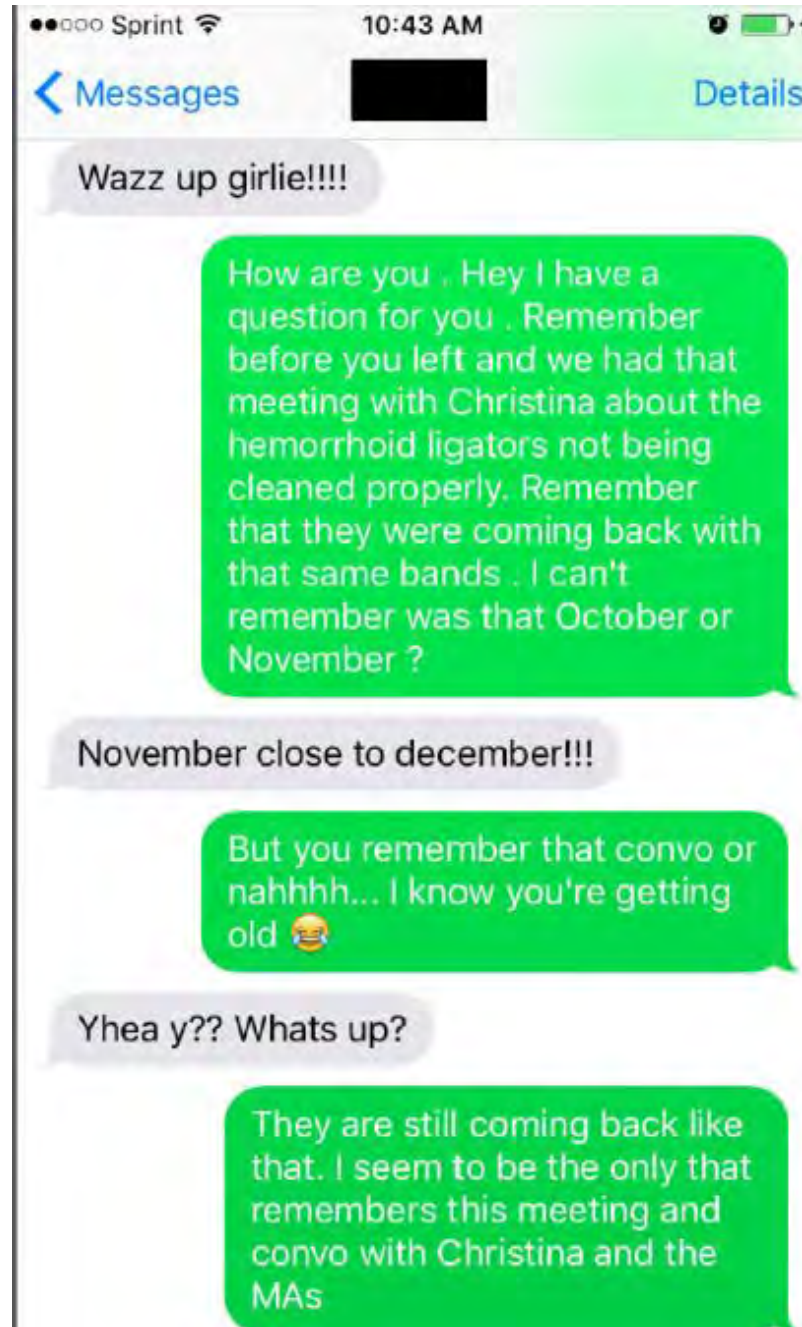 Sprint 10:43 AM
Messages Details
Wazz up girlie!!!!
How are you . Hey I have a
question for you . Remember
before you left and we had that
meeting with Christina about the
hemorrhoid ligators not being
cleaned properly. Remember
that they were coming back with
that same bands . I can't
remember was that October or
November ?
November close to december!!!
But you remember that convo or
nahhhh... I know you're getting
old 😂
Yhea y?? Whats up?
They are still coming back like
that. I seem to be the only that
remembers this meeting and
convo with Christina and the
MAs